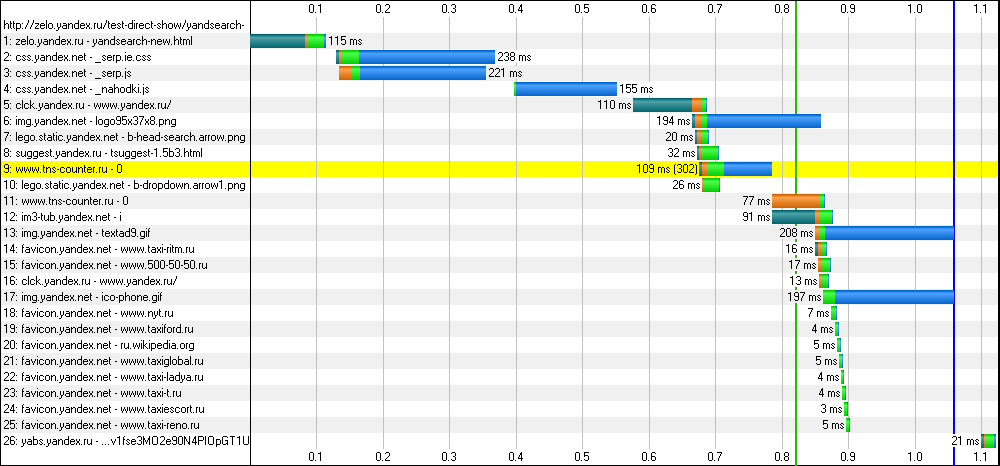 0.1 0.2 0.3 0.4 0.5 0.6 0.7 0.8 0.9 1.0 1.1
http://zelo.yandex.ru/test-direct-show/yandsearch-
1: zelo.yandex.ru - yandsearch-new.html 115 ms
2: css.yandex.net - _serp.ie.css 238 ms
3: css.yandex.net - _serp.js 221 ms
4: css.yandex.net - _nahodki.js 155 ms
5: clck.yandex.ru - www.yandex.ru/ 110 ms
6: img.yandex.net - logo95x37x8.png 194 ms
7: lego.static.yandex.net - b-head-search.arrow.png 20 ms
8: suggest.yandex.ru - tsuggest-1.5b3.html 32 ms
9: www.tns-counter.ru - 0 109 ms (302)
10: lego.static.yandex.net - b-dropdown.arrow1.png 26 ms
11: www.tns-counter.ru - 0 77 ms
12: im3-tub.yandex.net - i 91 ms
13: img.yandex.net - textad9.gif 208 ms
14: favicon.yandex.net - www.taxi-ritm.ru 16 ms
15: favicon.yandex.net - www.500-50-50.ru 17 ms
16: clck.yandex.ru - www.yandex.ru/ 13 ms
17: img.yandex.net - ico-phone.gif 197 ms
18: favicon.yandex.net - www.nyt.ru 7 ms
19: favicon.yandex.net - www.taxiford.ru 4 ms
20: favicon.yandex.net - ru.wikipedia.org 5 ms
21: favicon.yandex.net - www.taxiglobal.ru 5 ms
22: favicon.yandex.net - www.taxi-ladya.ru 4 ms
23: favicon.yandex.net - www.taxi-t.ru 4 ms
24: favicon.yandex.net - www.taxiescort.ru 3 ms
25: favicon.yandex.net - www.taxi-reno.ru 5 ms
26: yabs.yandex.ru - ...v1fse3MO2e90N4PIOpGT1U 21 ms
0.1 0.2 0.3 0.4 0.5 0.6 0.7 0.8 0.9 1.0 1.1